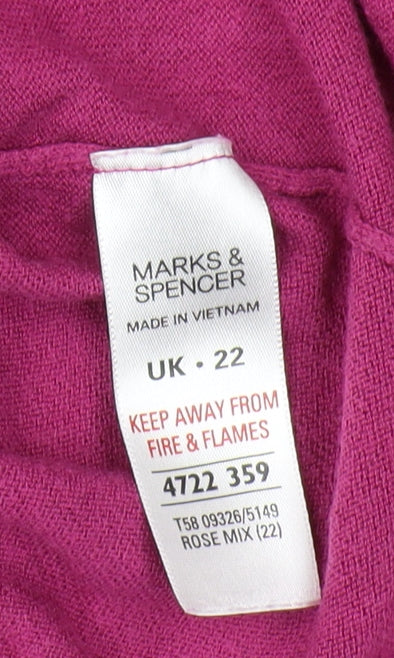 MARKS &
SPENCER
MADE IN VIETNAM
UK • 22
KEEP AWAY FROM
FIRE & FLAMES
4722 359
T58 09326/5149
ROSE MIX (22)